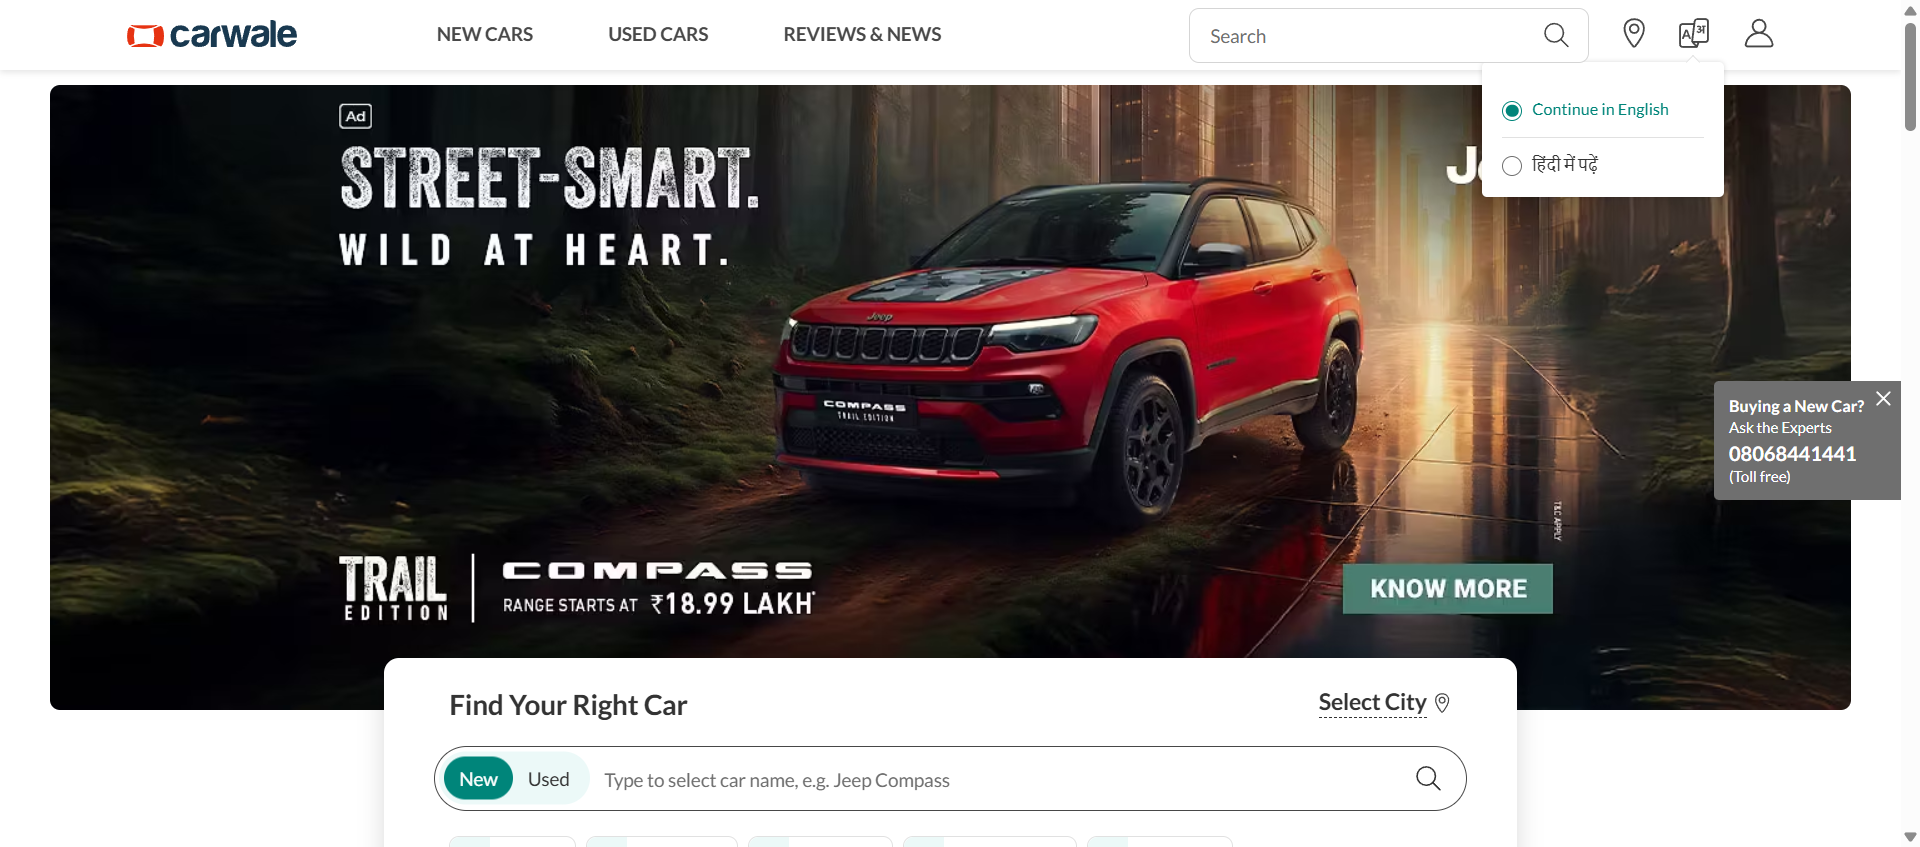 carwale
NEW CARS
USED CARS
REVIEWS & NEWS
Search
Continue in English
हिंदी में पढ़ें
Ad
STREET-SMART.
WILD AT HEART.
Jeep
COMPASS
TRAIL EDITION
T&C APPLY
TRAIL
EDITION
COMPASS
RANGE STARTS AT ₹18.99 LAKH*
KNOW MORE
Buying a New Car?
Ask the Experts
08068441441
(Toll free)
Find Your Right Car
Select City
New
Used
Type to select car name, e.g. Jeep Compass